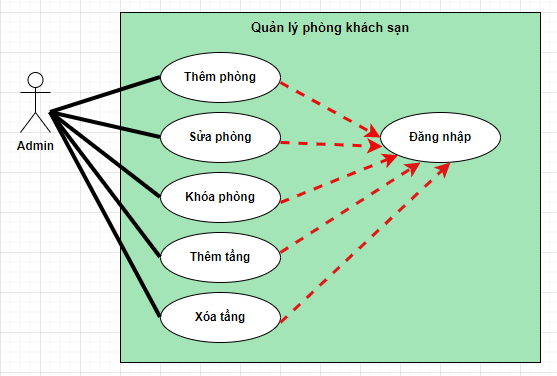 Quản lý phòng khách sạn
Thêm phòng
Admin
Sửa phòng
Đăng nhập
Khóa phòng
Thêm tầng
Xóa tầng